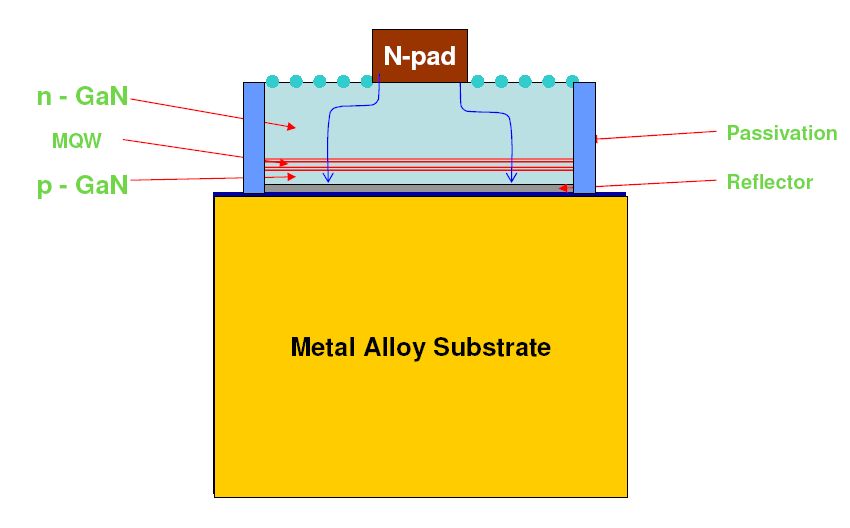 N-pad
n - GaN
MQW
p - GaN
Passivation
Reflector
Metal Alloy Substrate